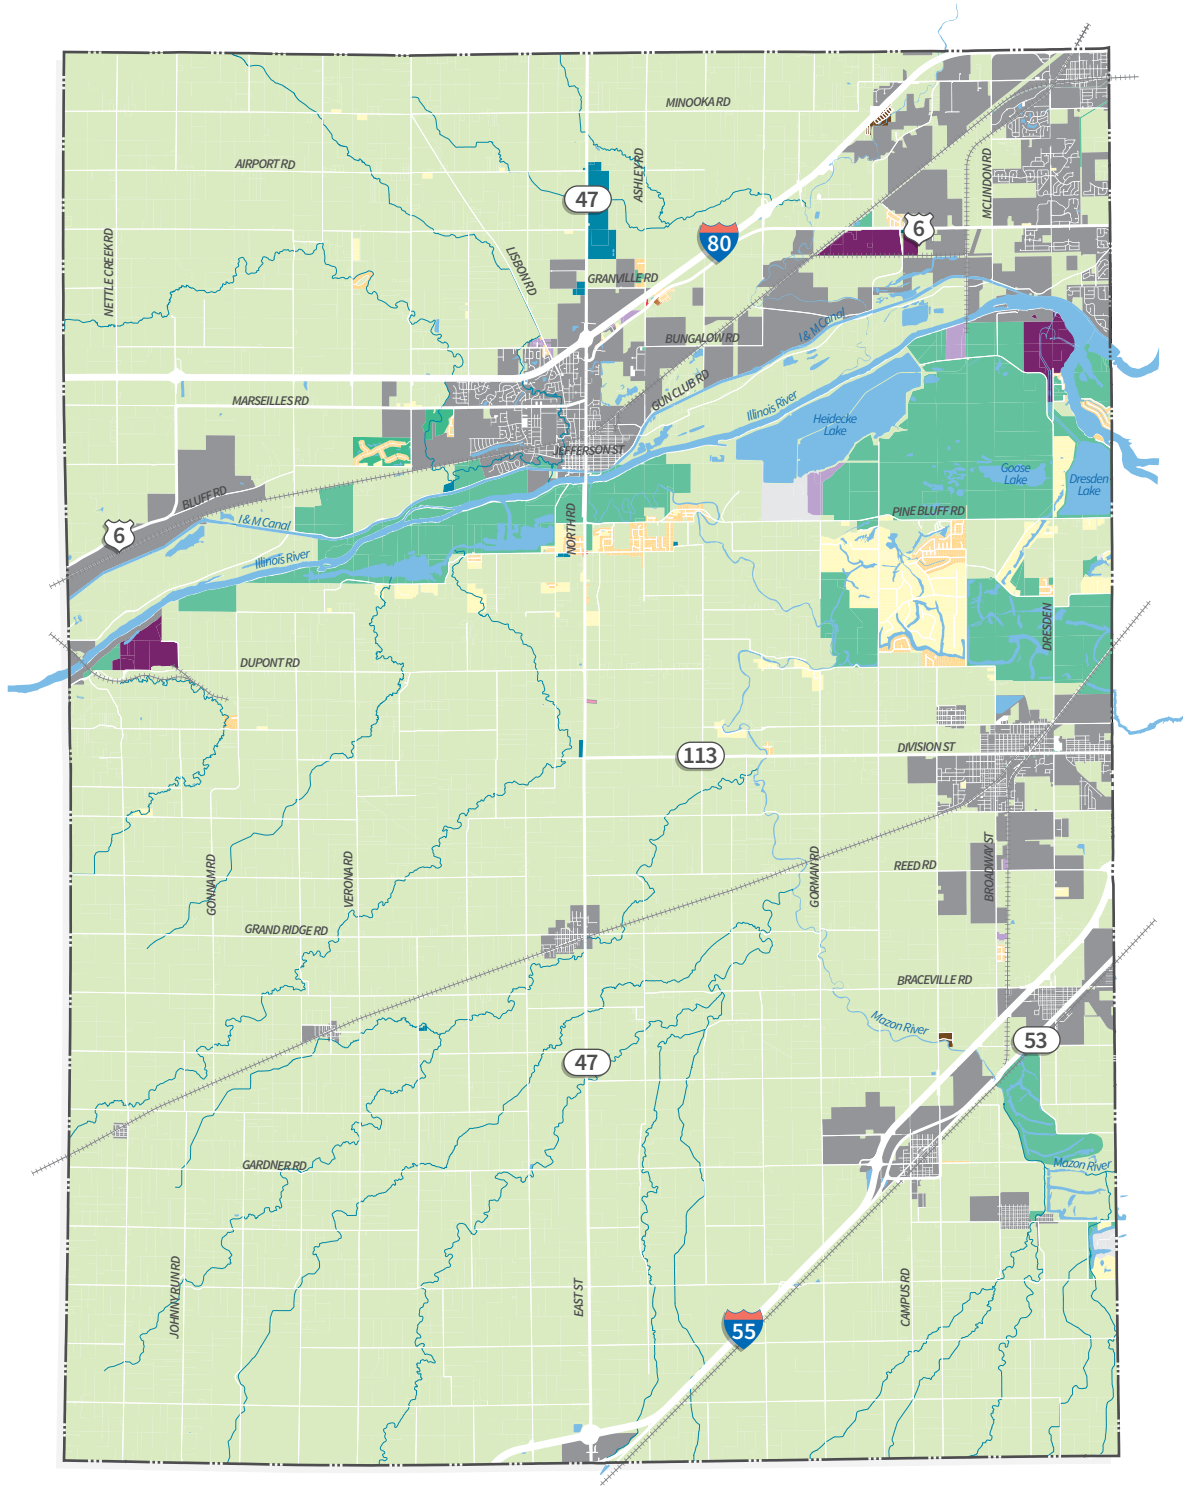 MINOOKA RD
AIRPORT RD
ASHLEY RD
MCLINDON RD
47
6
80
NETTLE CREEK RD
LISBON RD
GRANVILLE RD
I & M Canal
BUNGALOW RD
GUN CLUB RD
MARSEILLES RD
Illinois River
Heidecke
Lake
JEFFERSON ST
Goose
Lake
Dresden
Lake
BLUFF RD
PINE BLUFF RD
I & M Canal
NORTH RD
6
Illinois River
DRESDEN
DUPONT RD
DIVISION ST
113
GONNAM RD
VERONA RD
GORMAN RD
REED RD
BROADWAY ST
GRAND RIDGE RD
BRACEVILLE RD
Mazon River
53
47
GARDNER RD
Mazon River
JOHNNY RUN RD
EAST ST
CAMPUS RD
55